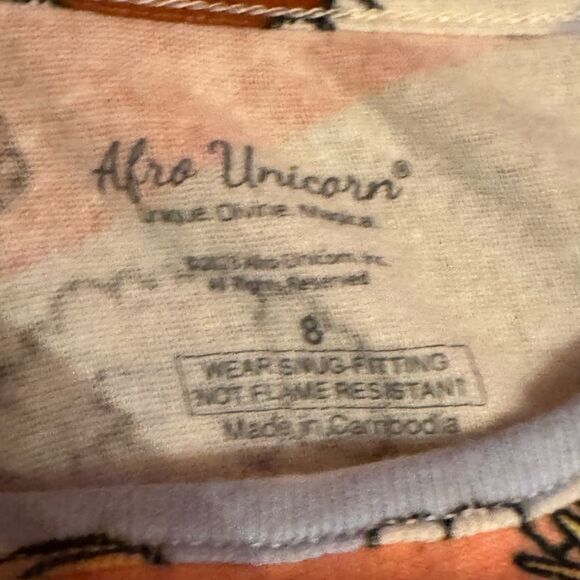 Afro Unicorn®
Unique. Divine. Magical.
©2023 Afro Unicorn, Inc.
All Rights Reserved
8
WEAR SNUG-FITTING
NOT FLAME RESISTANT
Made in Cambodia